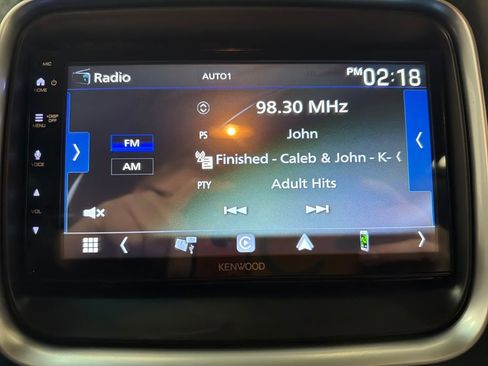 MIC
Radio AUTO1 PM 02:18
HOME
98.30 MHz
MENU DISP OFF
PS John
FM
VOICE
Finished - Caleb & John - K-
AM
PTY Adult Hits
VOL
KENWOOD